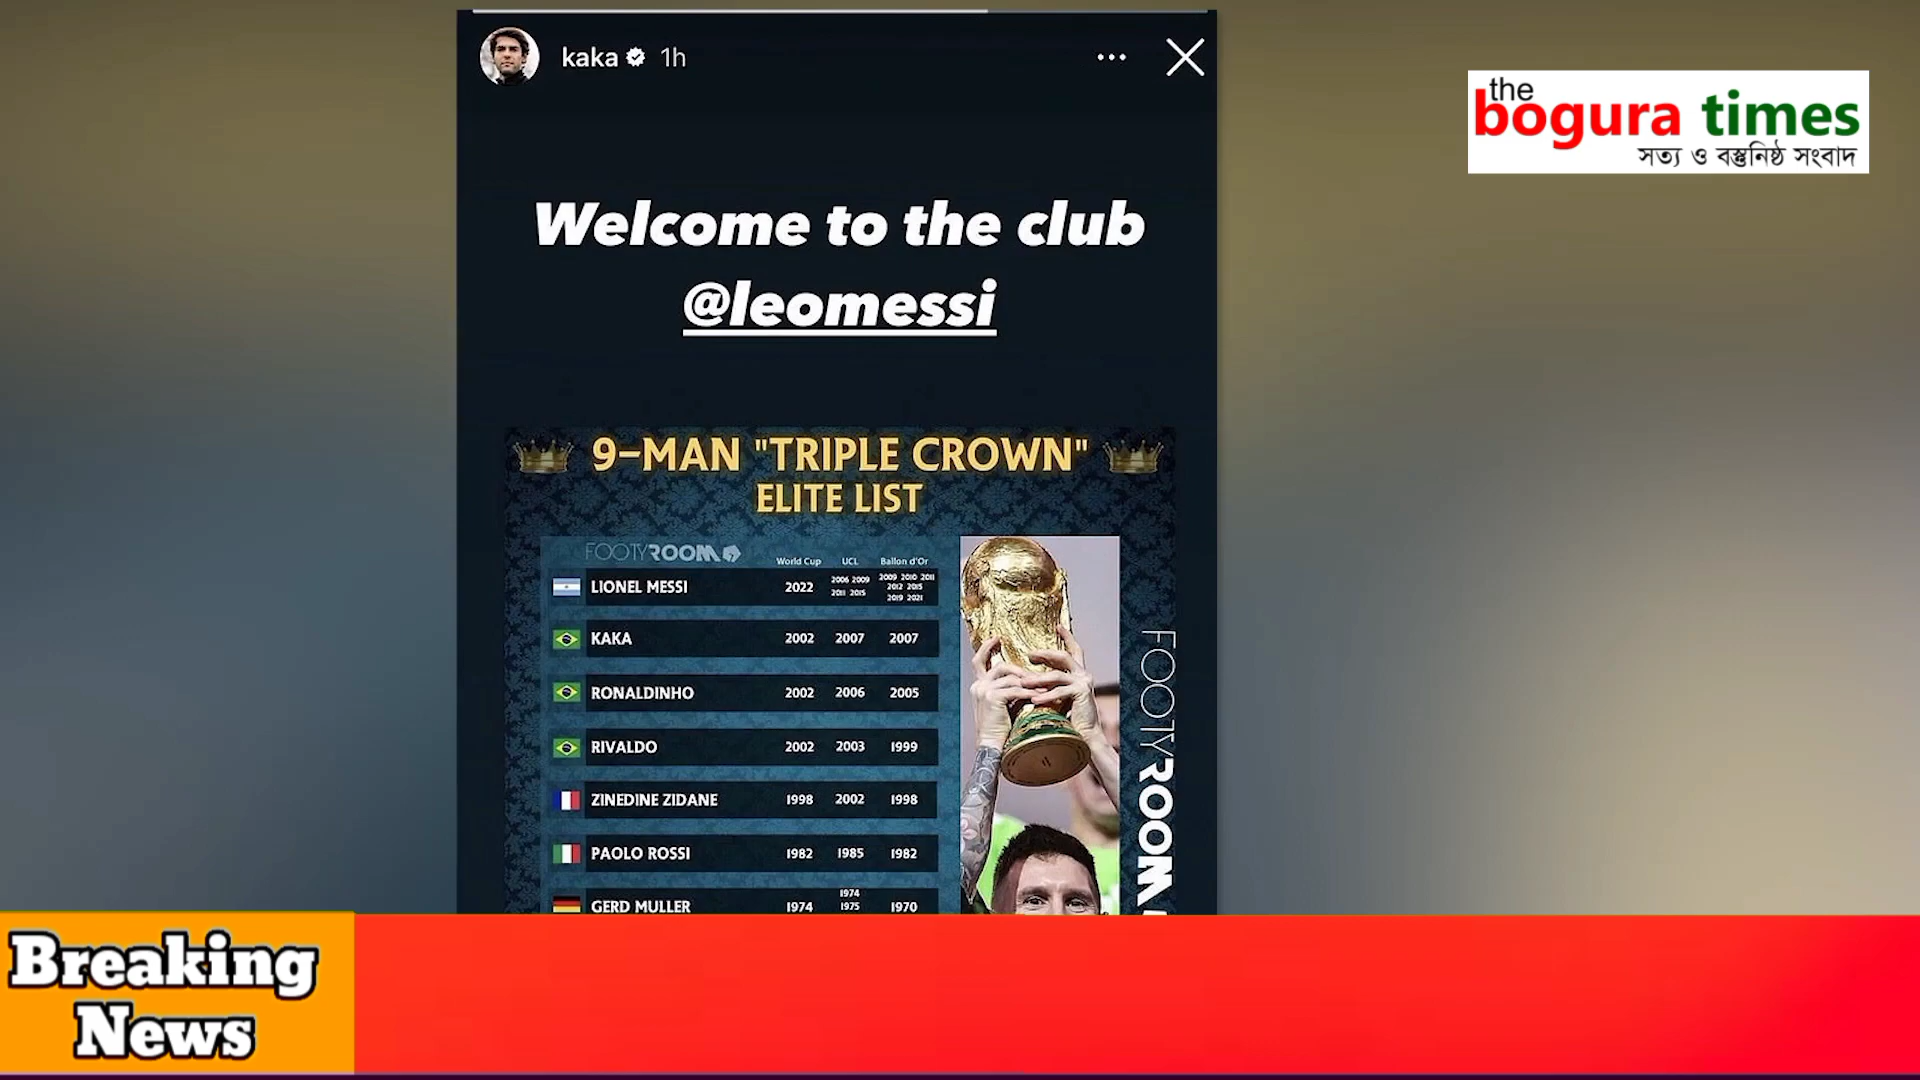 kaka 1h
the
bogura times
সত্য ও বস্তুনিষ্ঠ সংবাদ
Welcome to the club
@leomessi
9-MAN "TRIPLE CROWN"
ELITE LIST
FOOTYROOM
World Cup UCL Ballon d'Or
LIONEL MESSI 2022 2006 2009 2011 2015 2009 2010 2011 2012 2015 2019 2021
KAKA 2002 2007 2007
RONALDINHO 2002 2006 2005
RIVALDO 2002 2003 1999
ZINEDINE ZIDANE 1998 2002 1998
PAOLO ROSSI 1982 1985 1982
GERD MULLER 1974 1974 1975 1970
FOOTYROOM
Breaking
News